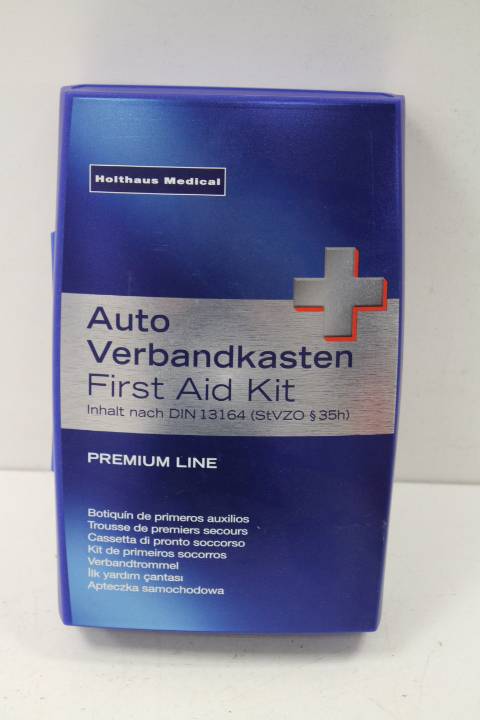 Holthaus Medical
Auto
Verbandkasten
First Aid Kit
Inhalt nach DIN 13164 (StVZO § 35h)
PREMIUM LINE
Botiquín de primeros auxilios
Trousse de premiers secours
Cassetta di pronto soccorso
Kit de primeiros socorros
Verbandtrommel
İlk yardım çantası
Apteczka samochodowa